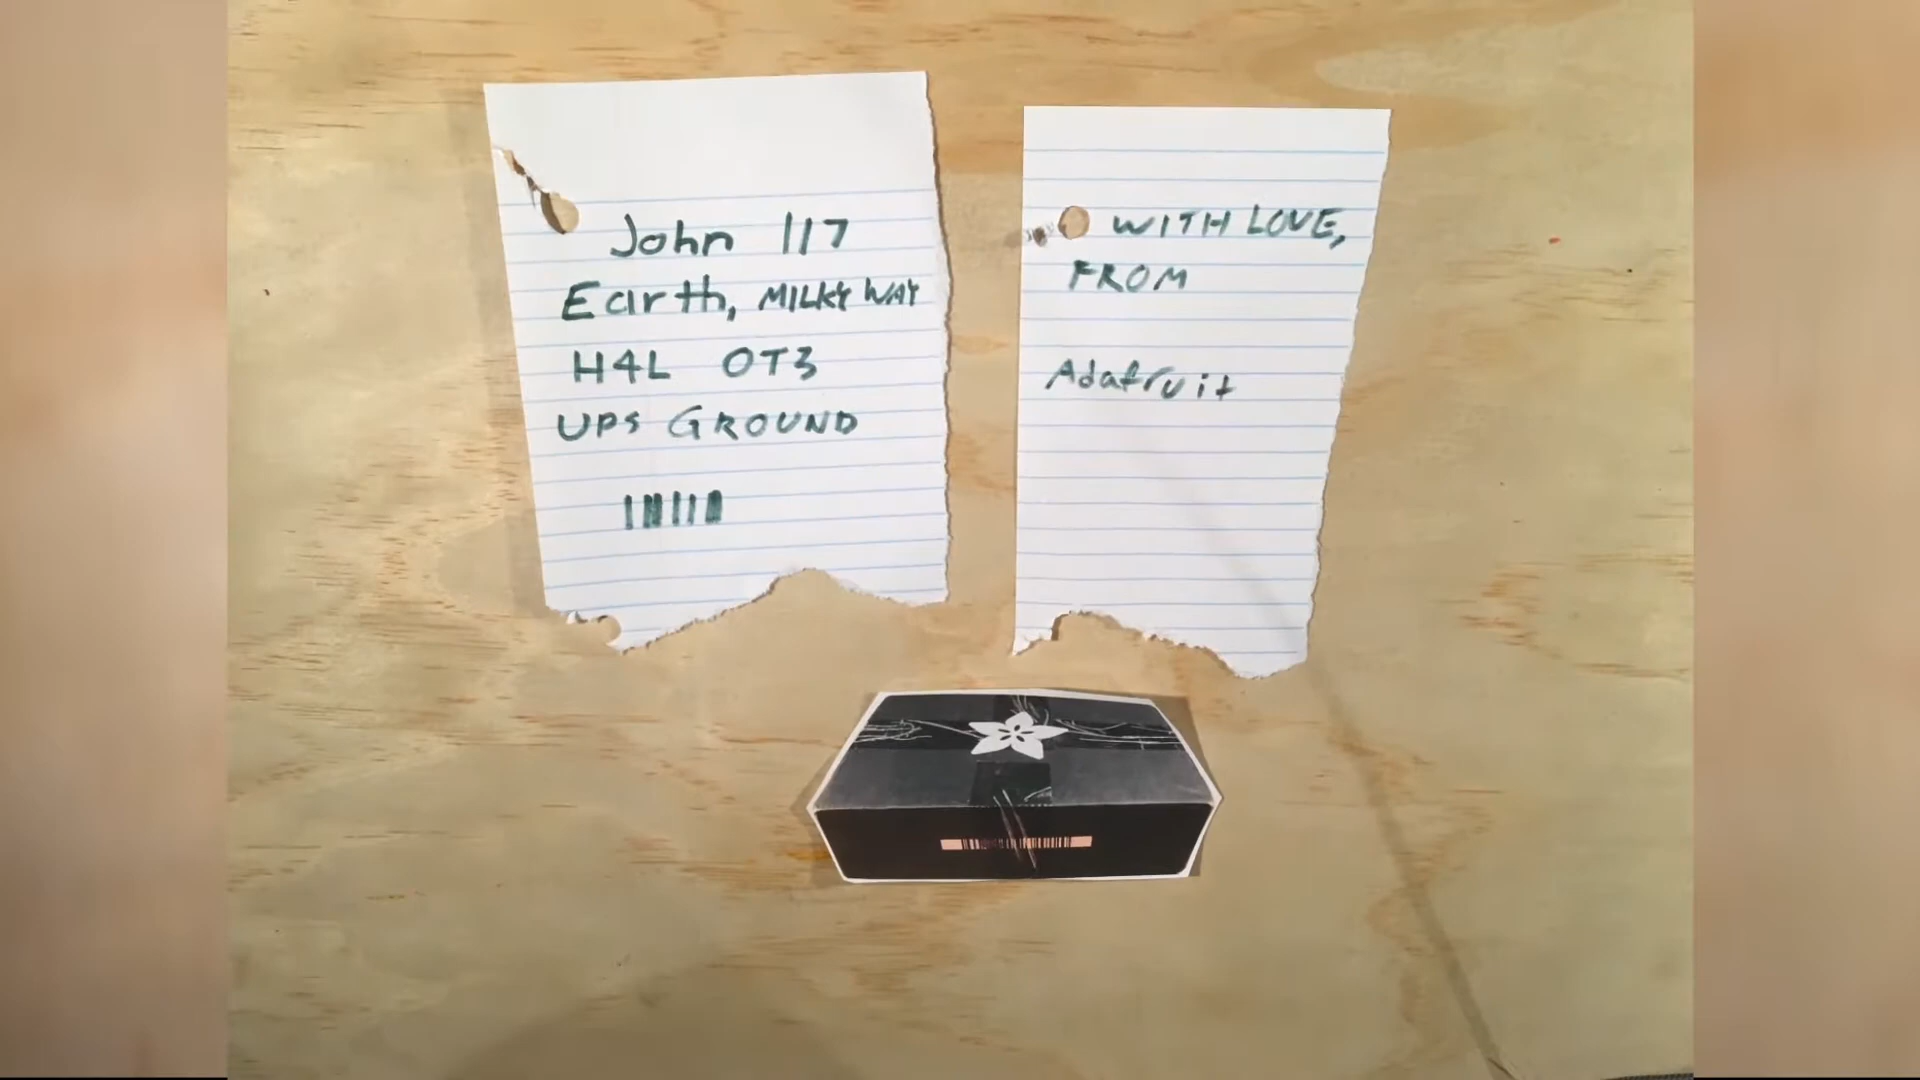 John 117
Earth, MILKY WAY
H4L OT3
UPS GROUND
WITH LOVE,
FROM
Adafruit